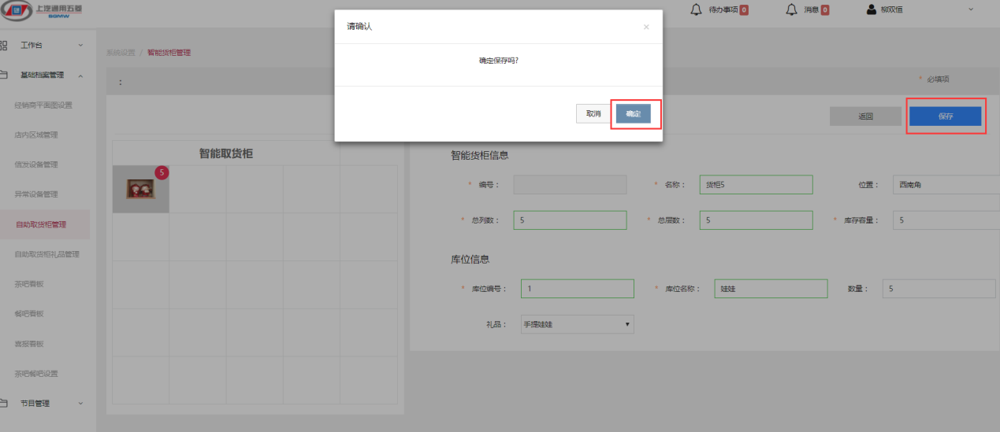 上汽通用五菱
SGMW
待办事项 0
消息 0
柳双恒
请确认
×
确定保存吗?
取消
确定
工作台
基础档案管理
经销商平面图设置
店内区域管理
信发设备管理
异常设备管理
自助取货柜管理
自助取货柜礼品管理
茶吧看板
餐吧看板
客报看板
茶吧餐吧设置
节目管理
系统设置 / 智能货柜管理
:
* 必填项
返回
保存
智能取货柜
5
智能货柜信息
* 编号：
* 名称： 货柜5
位置： 西南角
* 总列数： 5
* 总层数： 5
* 库存容量： 5
库位信息
* 库位编号： 1
* 库位名称： 娃娃
数量： 5
礼品： 手提娃娃